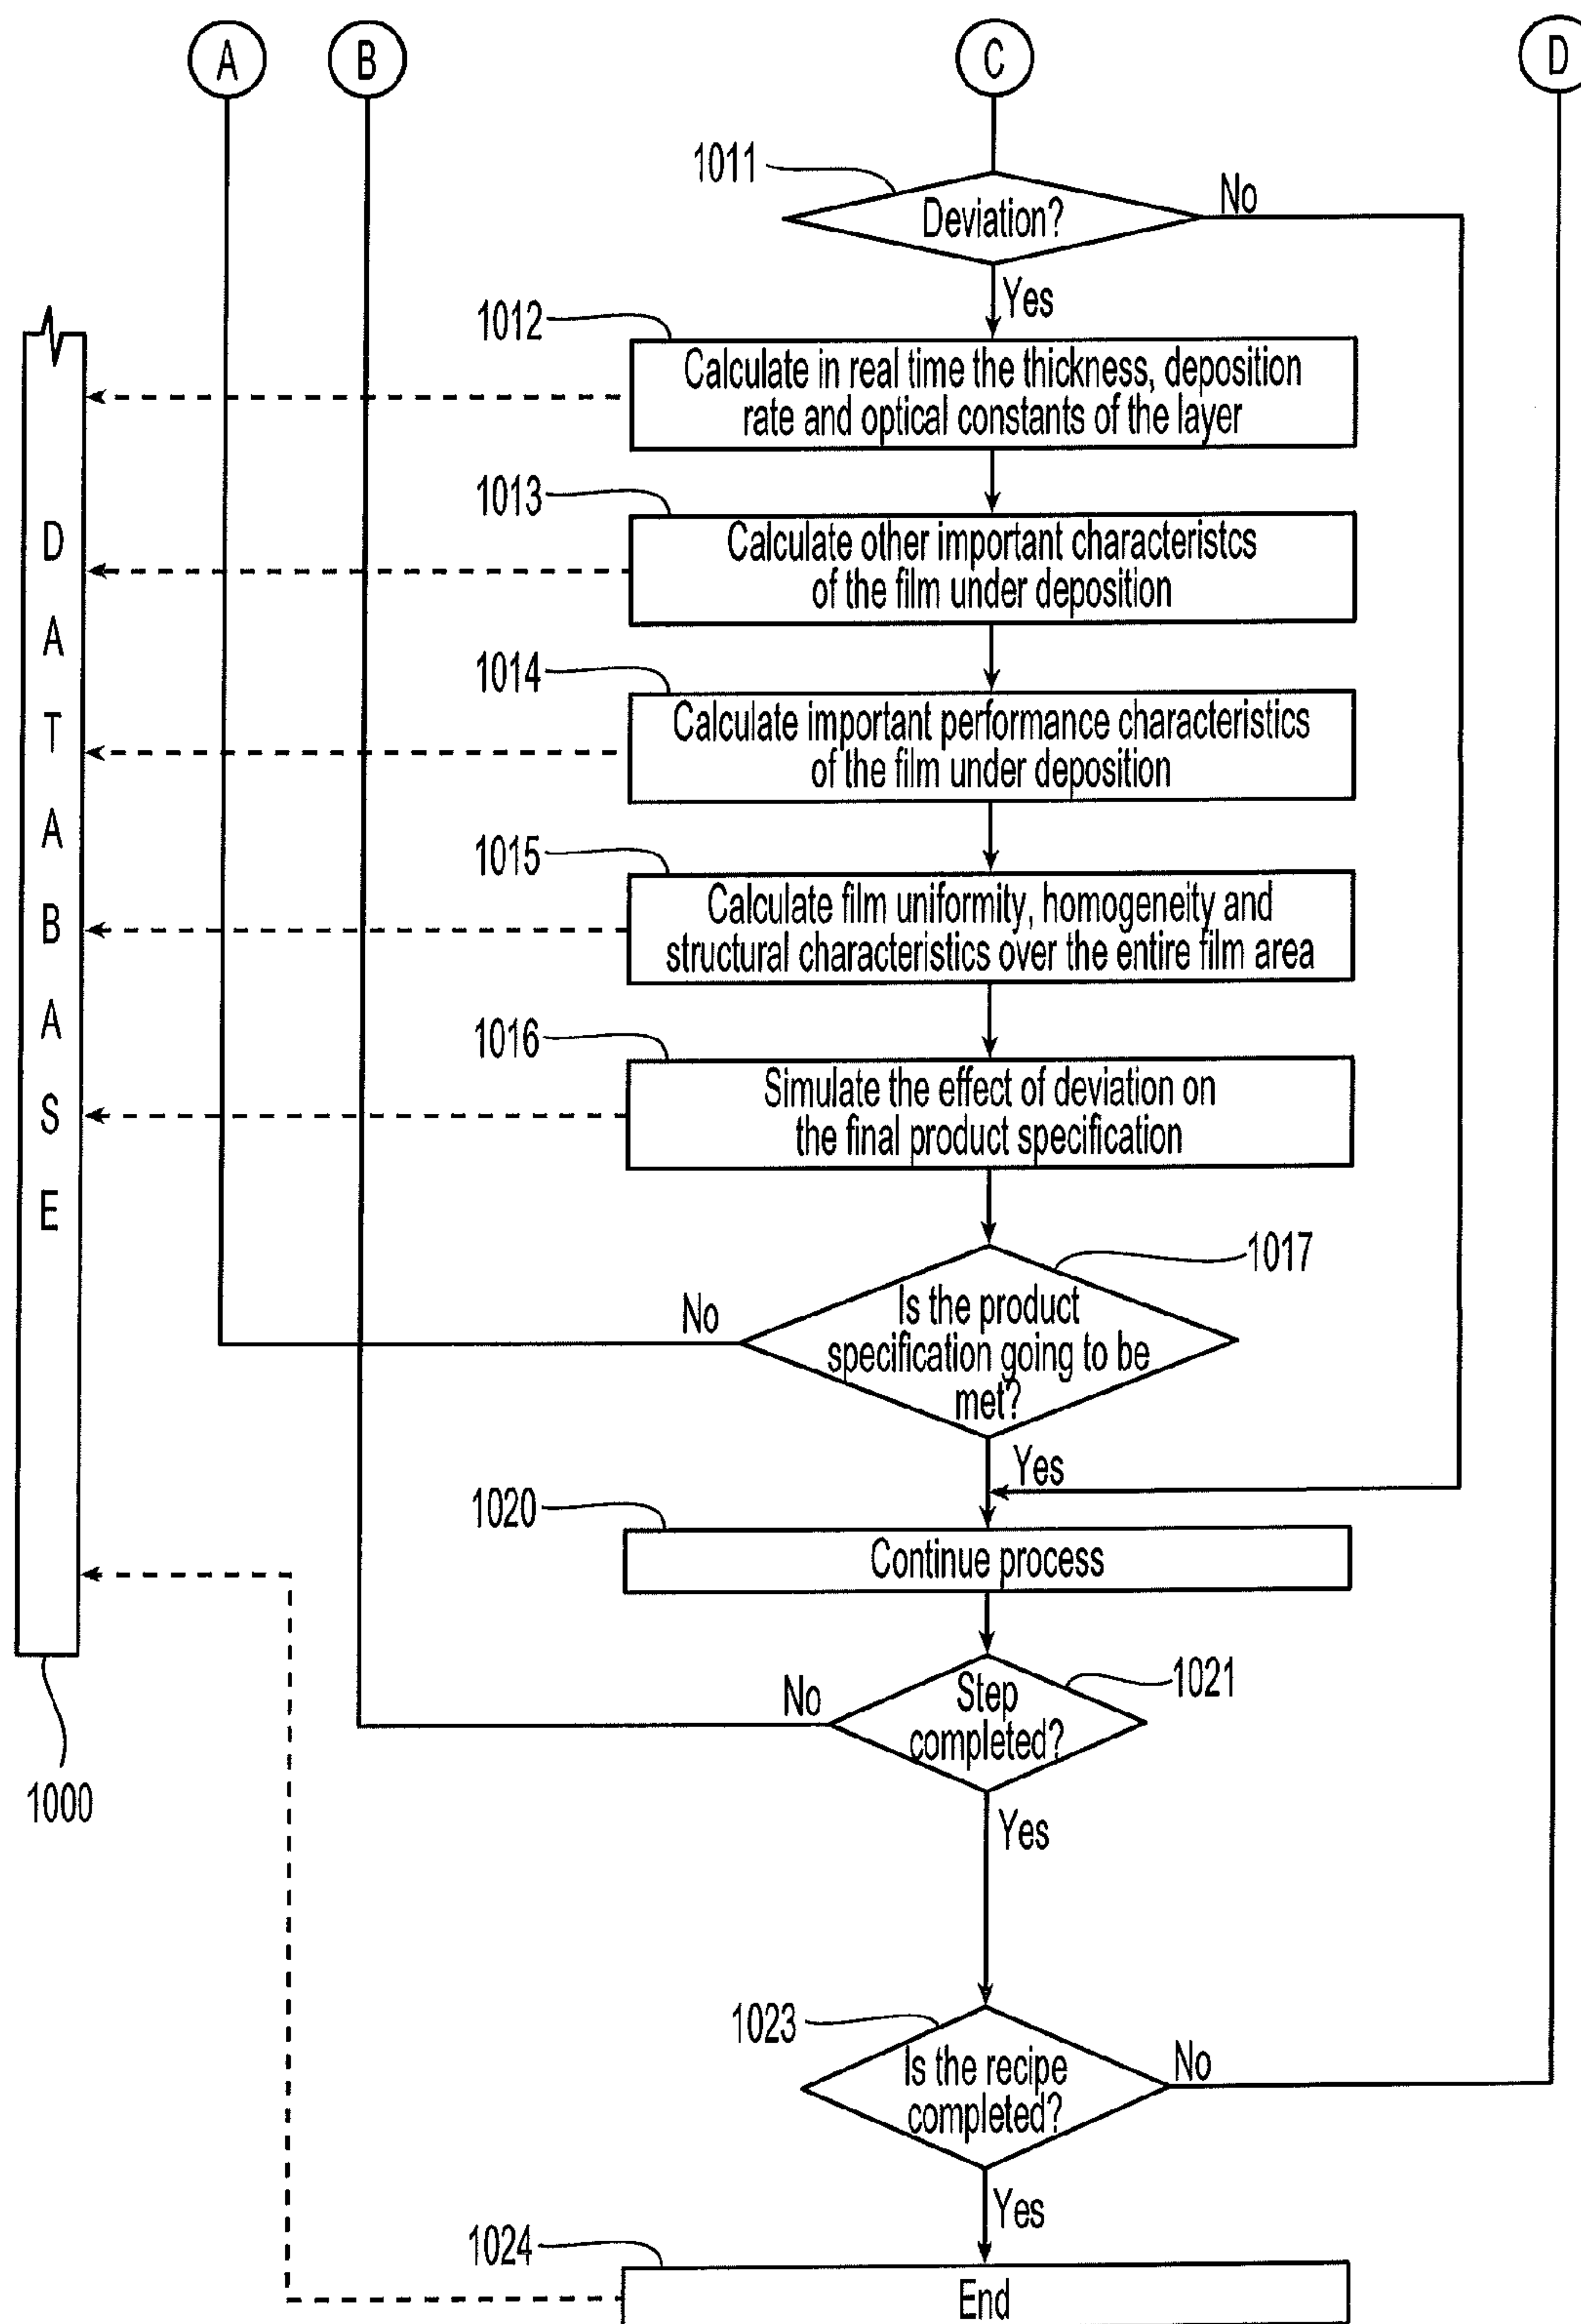 A
B
C
D
1011
Deviation?
No
Yes
1012
Calculate in real time the thickness, deposition
rate and optical constants of the layer
1013
Calculate other important characteristcs
of the film under deposition
1014
Calculate important performance characteristics
of the film under deposition
1015
Calculate film uniformity, homogeneity and
structural characteristics over the entire film area
1016
Simulate the effect of deviation on
the final product specification
1017
Is the product
specification going to be
met?
No
Yes
1020
Continue process
1021
Step
completed?
No
Yes
1023
Is the recipe
completed?
No
Yes
1024
End
D
A
T
A
B
A
S
E
1000